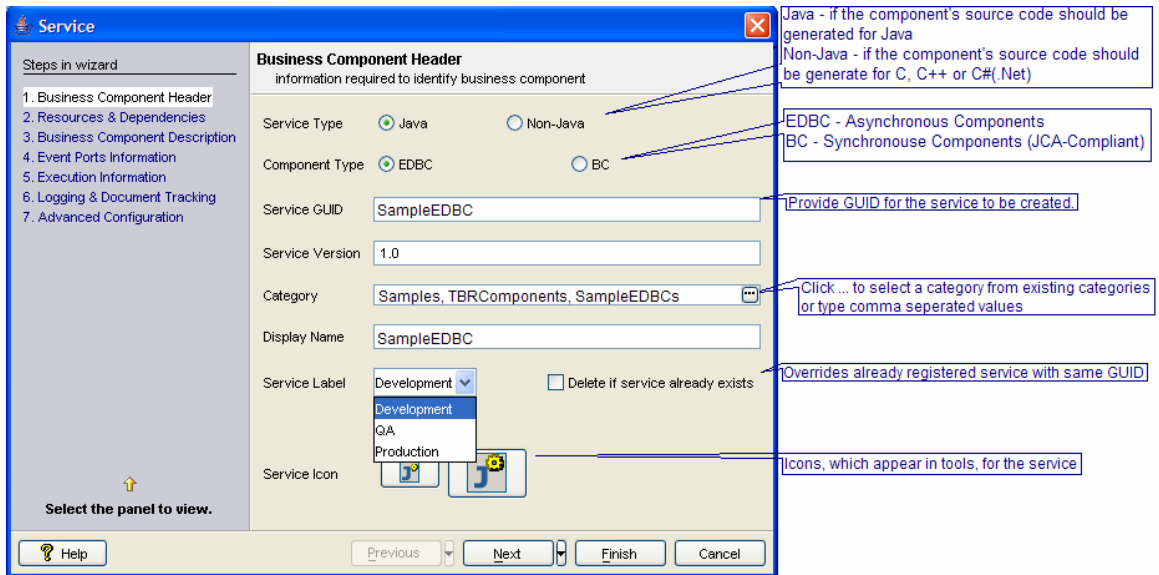 Service
Steps in wizard
1. Business Component Header
2. Resources & Dependencies
3. Business Component Description
4. Event Ports Information
5. Execution Information
6. Logging & Document Tracking
7. Advanced Configuration
Select the panel to view.
Business Component Header
information required to identify business component
Service Type
Java
Non-Java
Component Type
EDBC
BC
Service GUID
SampleEDBC
Service Version
1.0
Category
Samples, TBRComponents, SampleEDBCs
...
Display Name
SampleEDBC
Service Label
Development
Delete if service already exists
Development
QA
Production
Service Icon
J
J
? Help
Previous
Next
Finish
Cancel
Java - if the component's source code should be
generated for Java
Non-Java - if the component's source code should
be generate for C, C++ or C#(.Net)
EDBC - Asynchronous Components
BC - Synchronouse Components (JCA-Compliant)
Provide GUID for the service to be created.
Click ... to select a category from existing categories
or type comma seperated values
Overrides already registered service with same GUID
Icons, which appear in tools, for the service